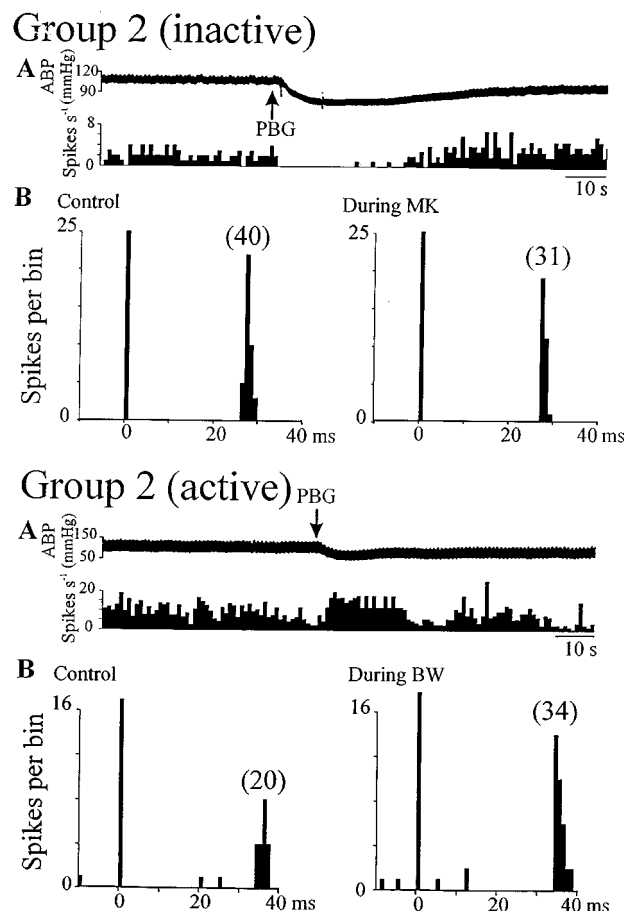 Group 2 (inactive)
A
ABP
(mmHg)
120
90
PBG
Spikes s⁻¹
8
0
10 s
B
Control
During MK
Spikes per bin
25
(40)
0
0 20 40 ms
25
(31)
0
0 20 40 ms
Group 2 (active)
PBG
A
ABP
(mmHg)
150
50
Spikes s⁻¹
20
0
10 s
B
Control
During BW
Spikes per bin
16
(20)
0
0 20 40 ms
16
(34)
0
0 20 40 ms